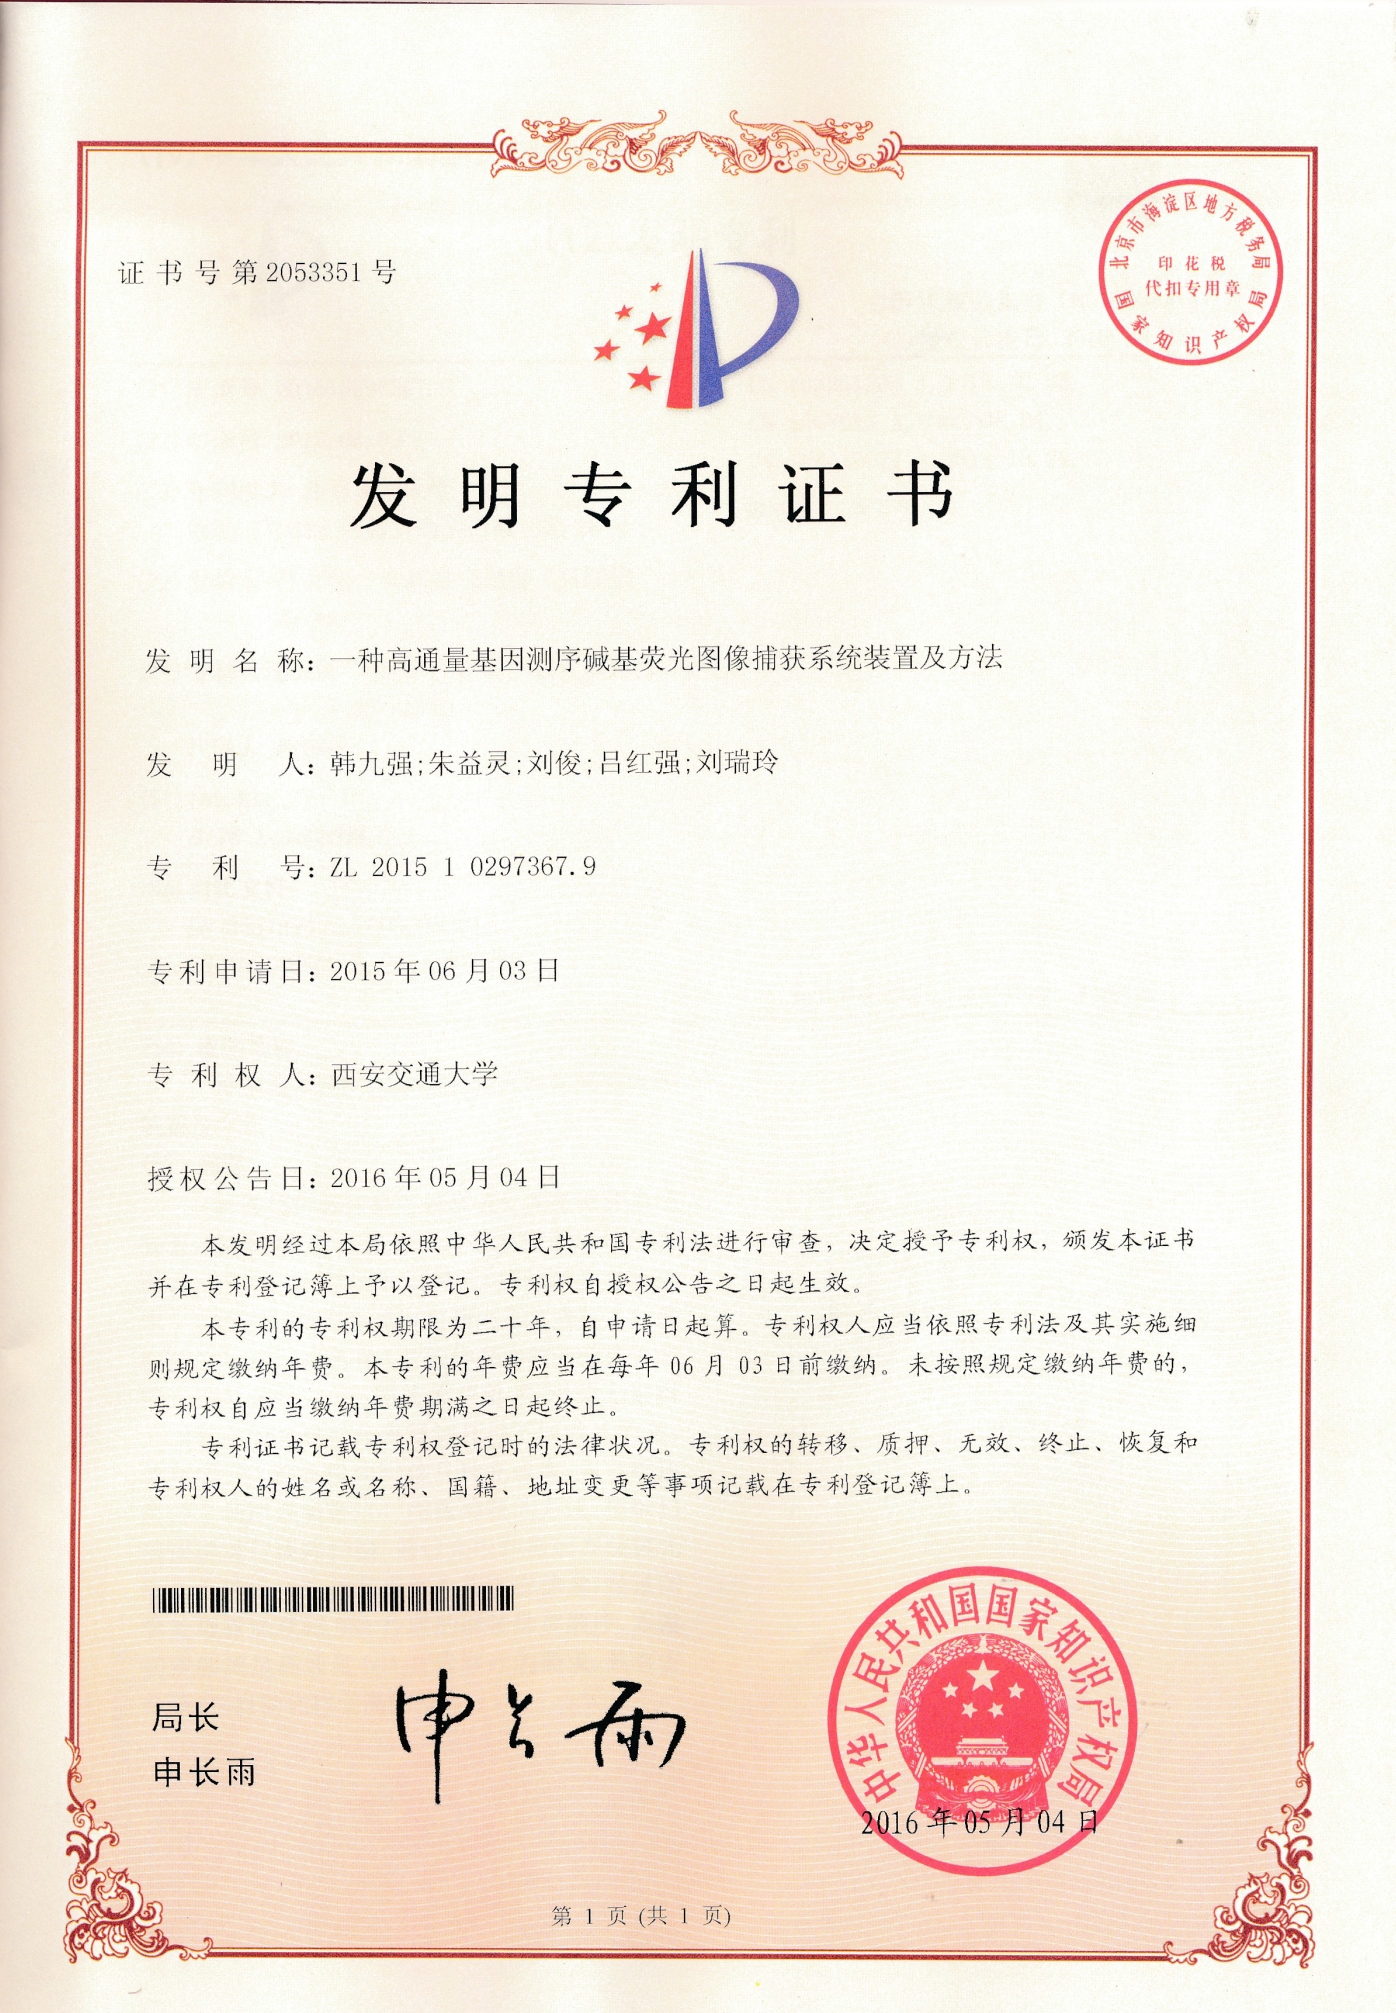 北京市海淀区地方税务局
印花税
代扣专用章
国家知识产权局
证书号第2053351号
发明专利证书
发明名称：一种高通量基因测序碱基荧光图像捕获系统装置及方法
发明人：韩九强;朱益灵;刘俊;吕红强;刘瑞玲
专利号：ZL 2015 1 0297367.9
专利申请日：2015年06月03日
专利权人：西安交通大学
授权公告日：2016年05月04日
本发明经过本局依照中华人民共和国专利法进行审查，决定授予专利权，颁发本证书
并在专利登记簿上予以登记。专利权自授权公告之日起生效。
本专利的专利权期限为二十年，自申请日起算。专利权人应当依照专利法及其实施细
则规定缴纳年费。本专利的年费应当在每年06月03日前缴纳。未按照规定缴纳年费的，
专利权自应当缴纳年费期满之日起终止。
专利证书记载专利权登记时的法律状况。专利权的转移、质押、无效、终止、恢复和
专利权人的姓名或名称、国籍、地址变更等事项记载在专利登记簿上。
局长
申长雨
申长雨
中华人民共和国国家知识产权局
2016年05月04日
第 1 页 (共 1 页)